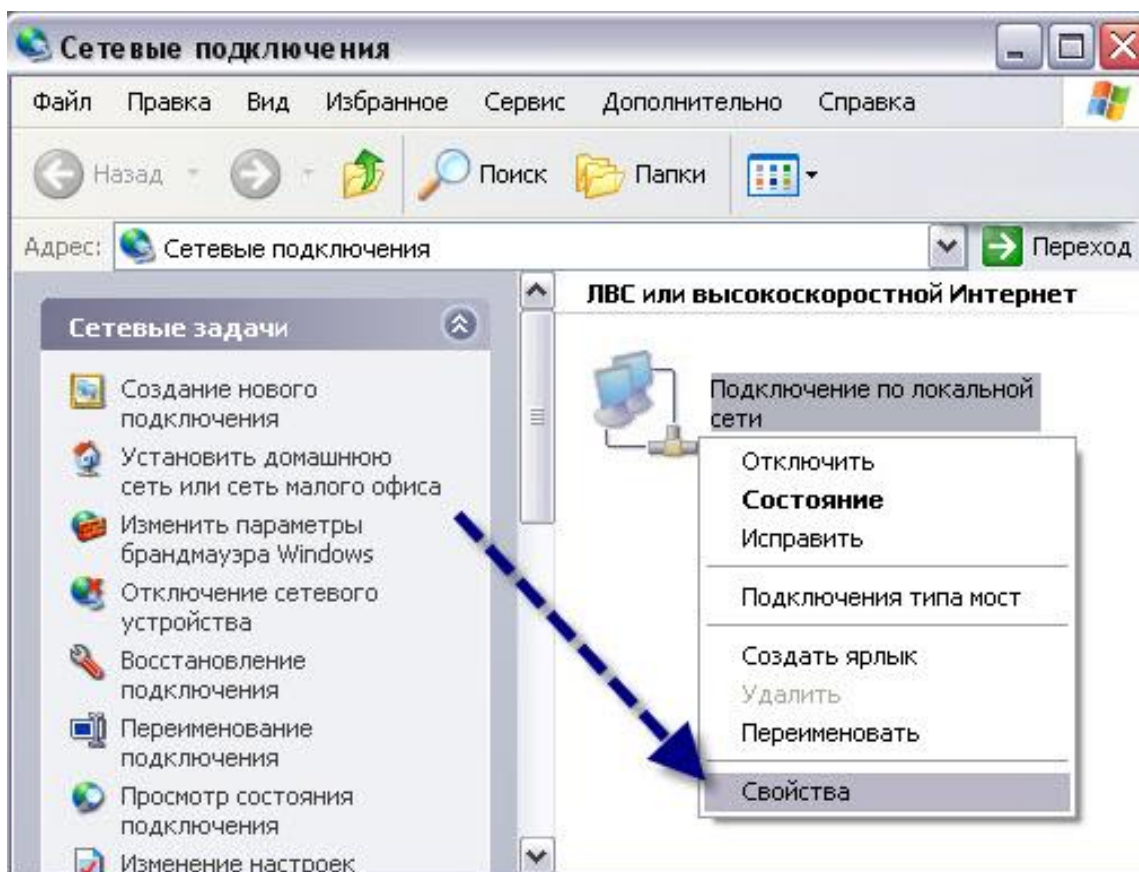 Сетевые подключения
Файл Правка Вид Избранное Сервис Дополнительно Справка
Назад Поиск Папки
Адрес: Сетевые подключения Переход
Сетевые задачи
Создание нового
подключения
Установить домашнюю
сеть или сеть малого офиса
Изменить параметры
брандмауэра Windows
Отключение сетевого
устройства
Восстановление
подключения
Переименование
подключения
Просмотр состояния
подключения
Изменение настроек
ЛВС или высокоскоростной Интернет
Подключение по локальной
сети
Отключить
Состояние
Исправить
Подключения типа мост
Создать ярлык
Удалить
Переименовать
Свойства